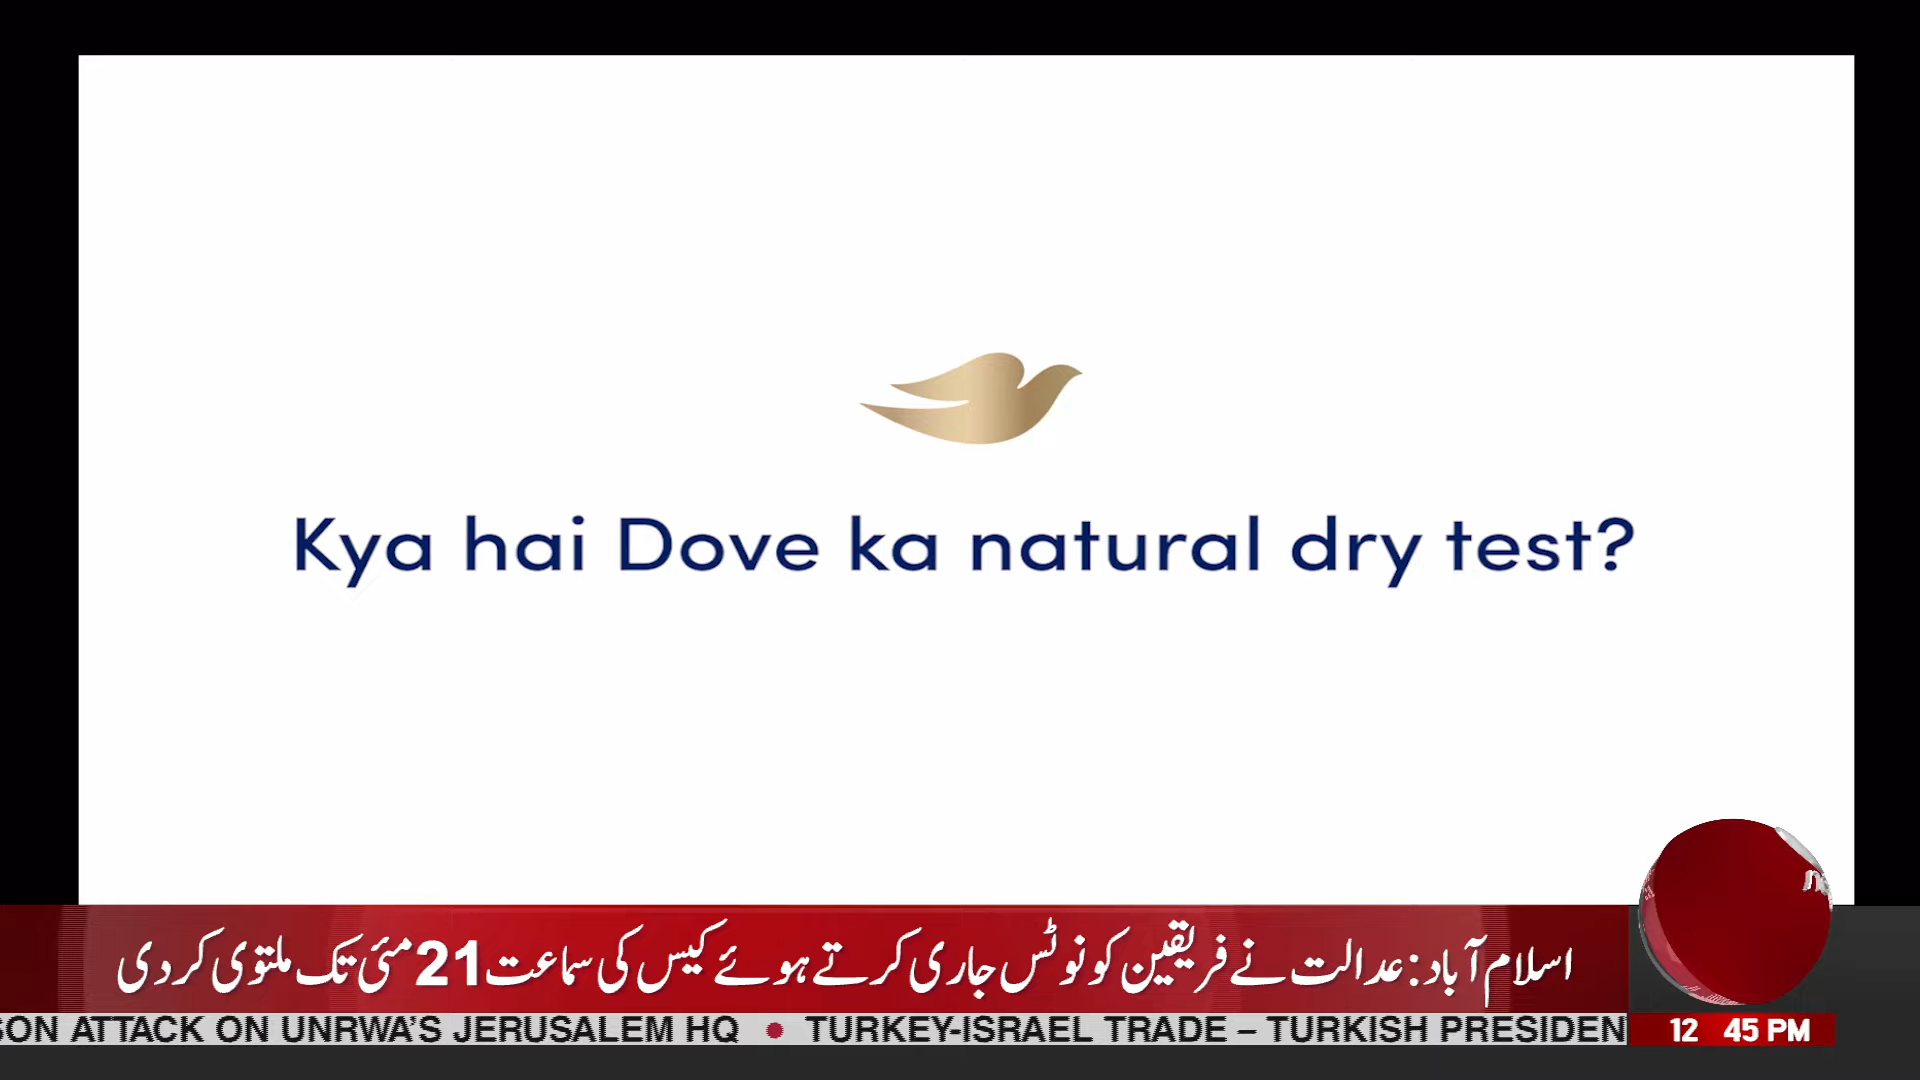 Kya hai Dove ka natural dry test?
اسلام آباد: عدالت نے فریقین کو نوٹس جاری کرتے ہوئے کیس کی سماعت 21 مئی تک ملتوی کردی
SON ATTACK ON UNRWA'S JERUSALEM HQ • TURKEY-ISRAEL TRADE – TURKISH PRESIDEN
12 45 PM